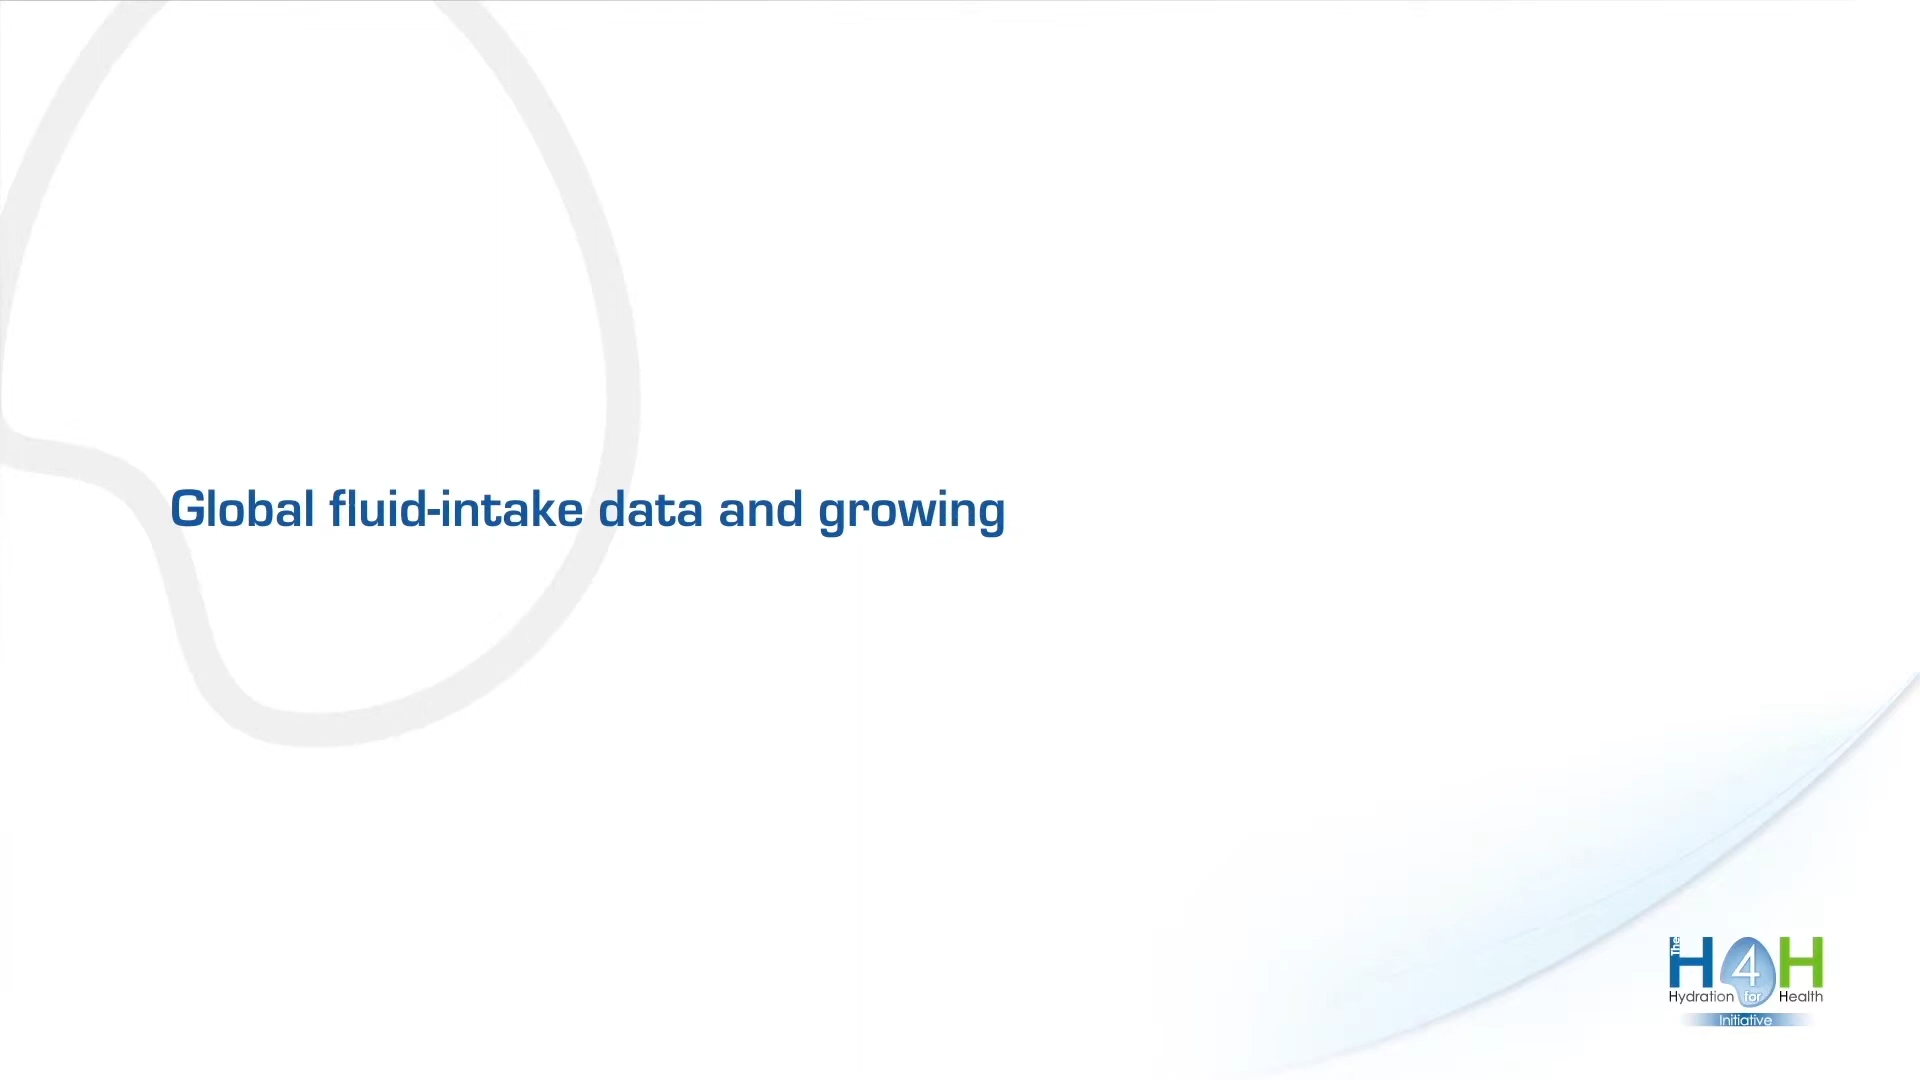 Global fluid-intake data and growing
The
H4H
Hydration for Health
Initiative